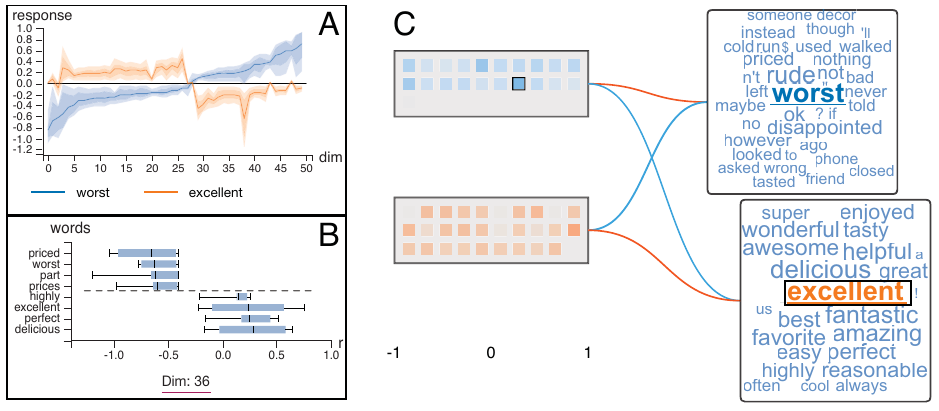 response
A
1.0
0.8
0.6
0.4
0.2
0.0
-0.2
-0.4
-0.6
-0.8
-1.0
-1.2
0 5 10 15 20 25 30 35 40 45 50
dim
worst excellent
words
B
priced
worst
part
prices
highly
excellent
perfect
delicious
-1.0 -0.5 0.0 0.5 1.0
r
Dim: 36
C
-1 0 1
someone decor
instead though 'll
cold run $ used walked
priced nothing
n't rude not bad
left worst never
maybe ok ? if told
no disappointed
however ago
looked to phone
asked wrong closed
tasted friend
super enjoyed
wonderful tasty
awesome helpful a
delicious great
excellent !
us best fantastic
favorite amazing
easy perfect
highly reasonable
often cool always